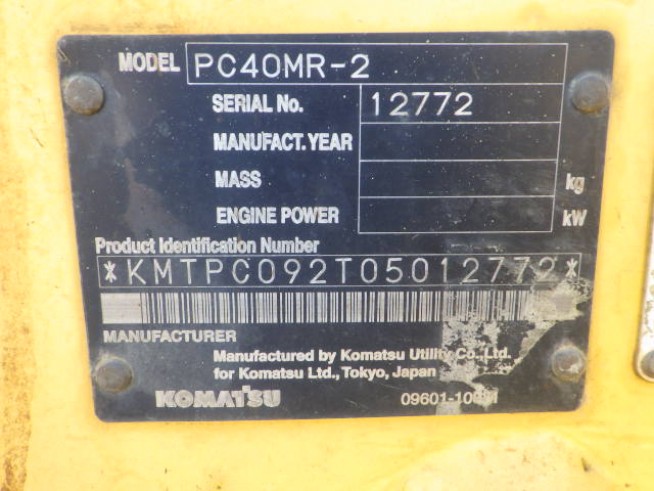 MODEL PC40MR-2
SERIAL No. 12772
MANUFACT. YEAR
MASS kg
ENGINE POWER kW
Product Identification Number
*KMTPC092T05012772*
MANUFACTURER
Manufactured by Komatsu Utility Co., Ltd.
for Komatsu Ltd., Tokyo, Japan
KOMATSU